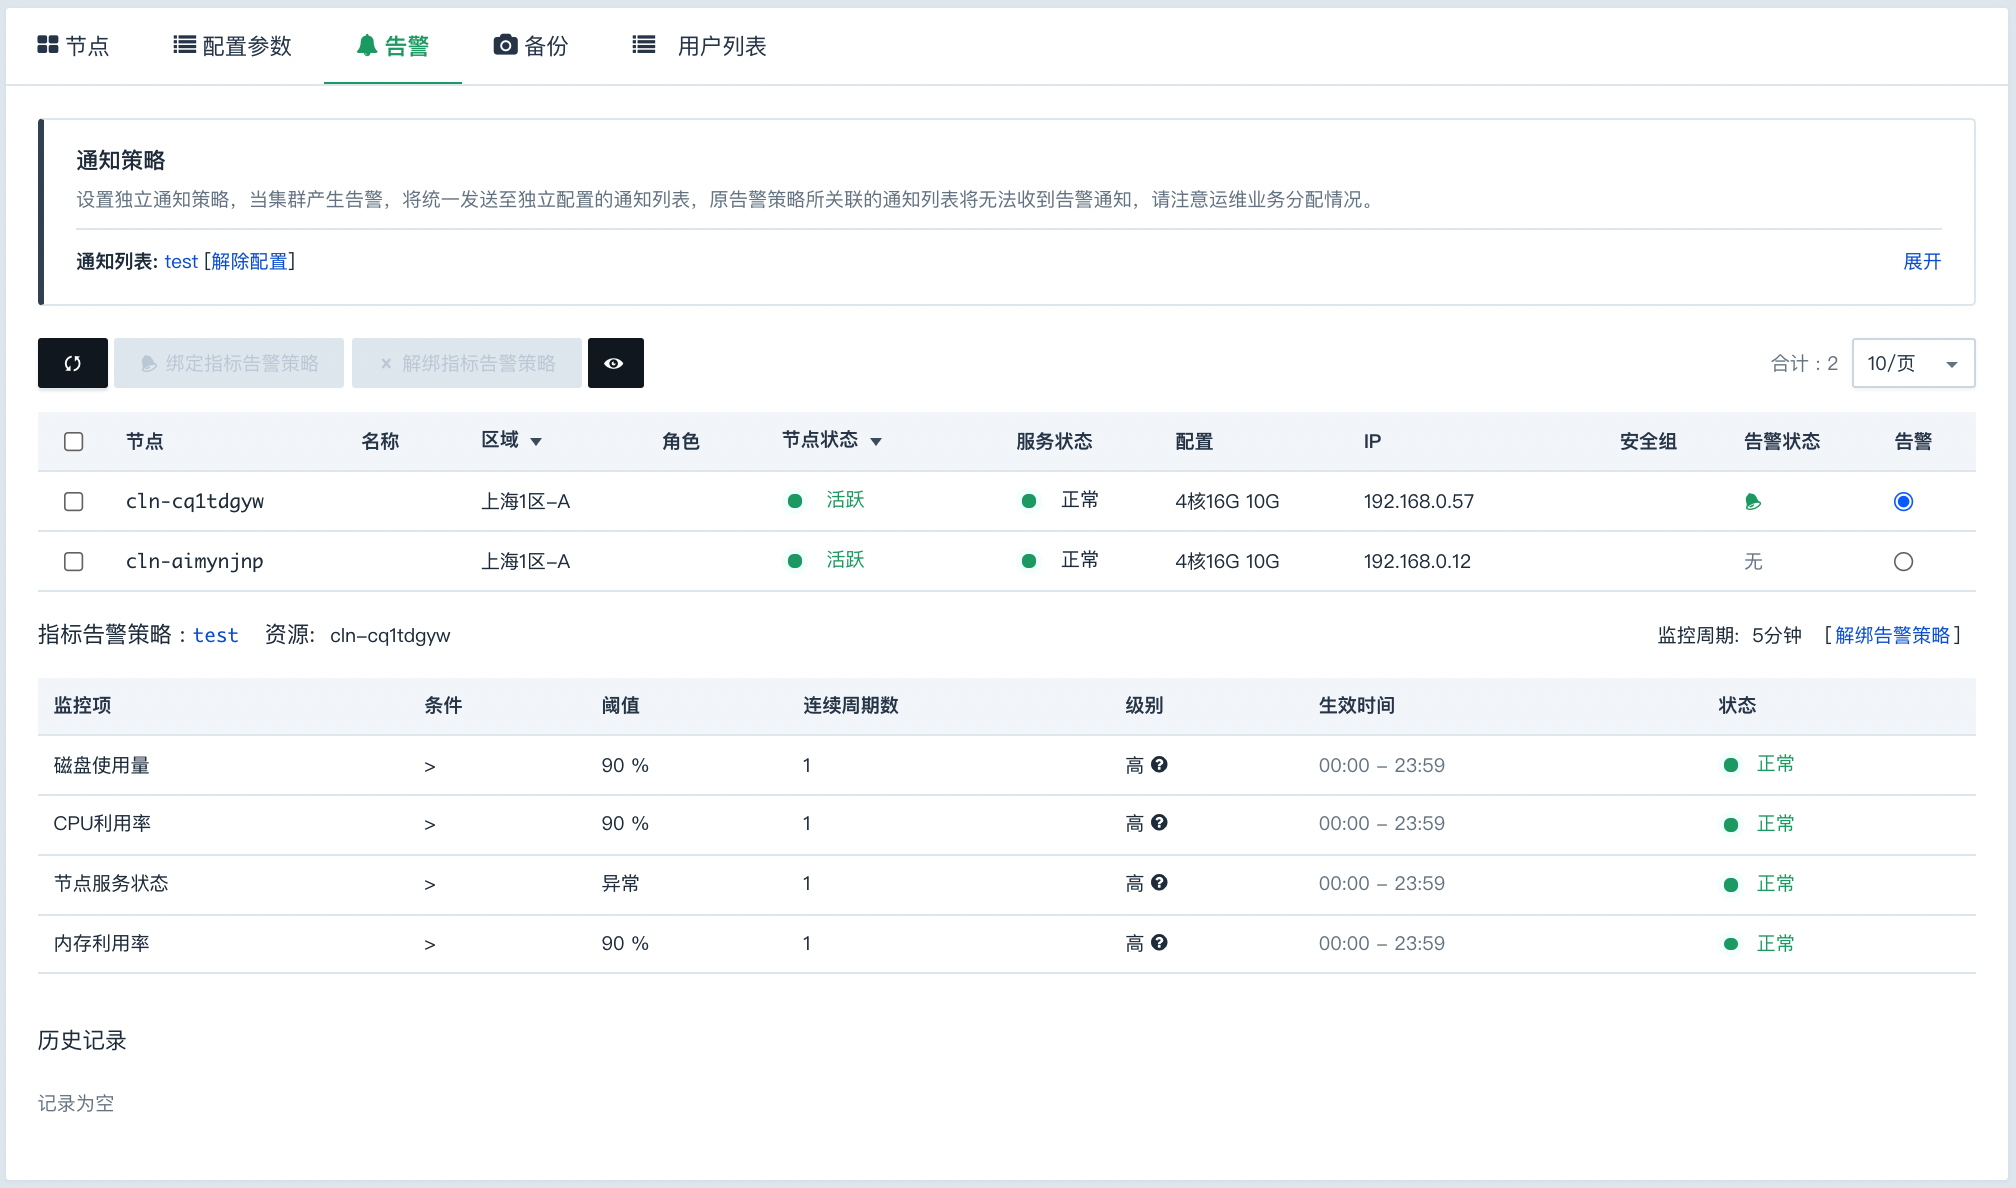 节点 配置参数 告警 备份 用户列表
通知策略
设置独立通知策略，当集群产生告警，将统一发送至独立配置的通知列表，原告警策略所关联的通知列表将无法收到告警通知，请注意运维业务分配情况。
通知列表: test [解除配置] 展开
绑定指标告警策略 × 解绑指标告警策略 合计：2 10/页
节点 名称 区域 角色 节点状态 服务状态 配置 IP 安全组 告警状态 告警
cln-cq1tdgyw 上海1区-A 活跃 正常 4核16G 10G 192.168.0.57
cln-aimynjnp 上海1区-A 活跃 正常 4核16G 10G 192.168.0.12 无
指标告警策略：test 资源: cln-cq1tdgyw 监控周期: 5分钟 [解绑告警策略]
监控项 条件 阈值 连续周期数 级别 生效时间 状态
磁盘使用量 > 90 % 1 高 ? 00:00 - 23:59 正常
CPU利用率 > 90 % 1 高 ? 00:00 - 23:59 正常
节点服务状态 > 异常 1 高 ? 00:00 - 23:59 正常
内存利用率 > 90 % 1 高 ? 00:00 - 23:59 正常
历史记录
记录为空